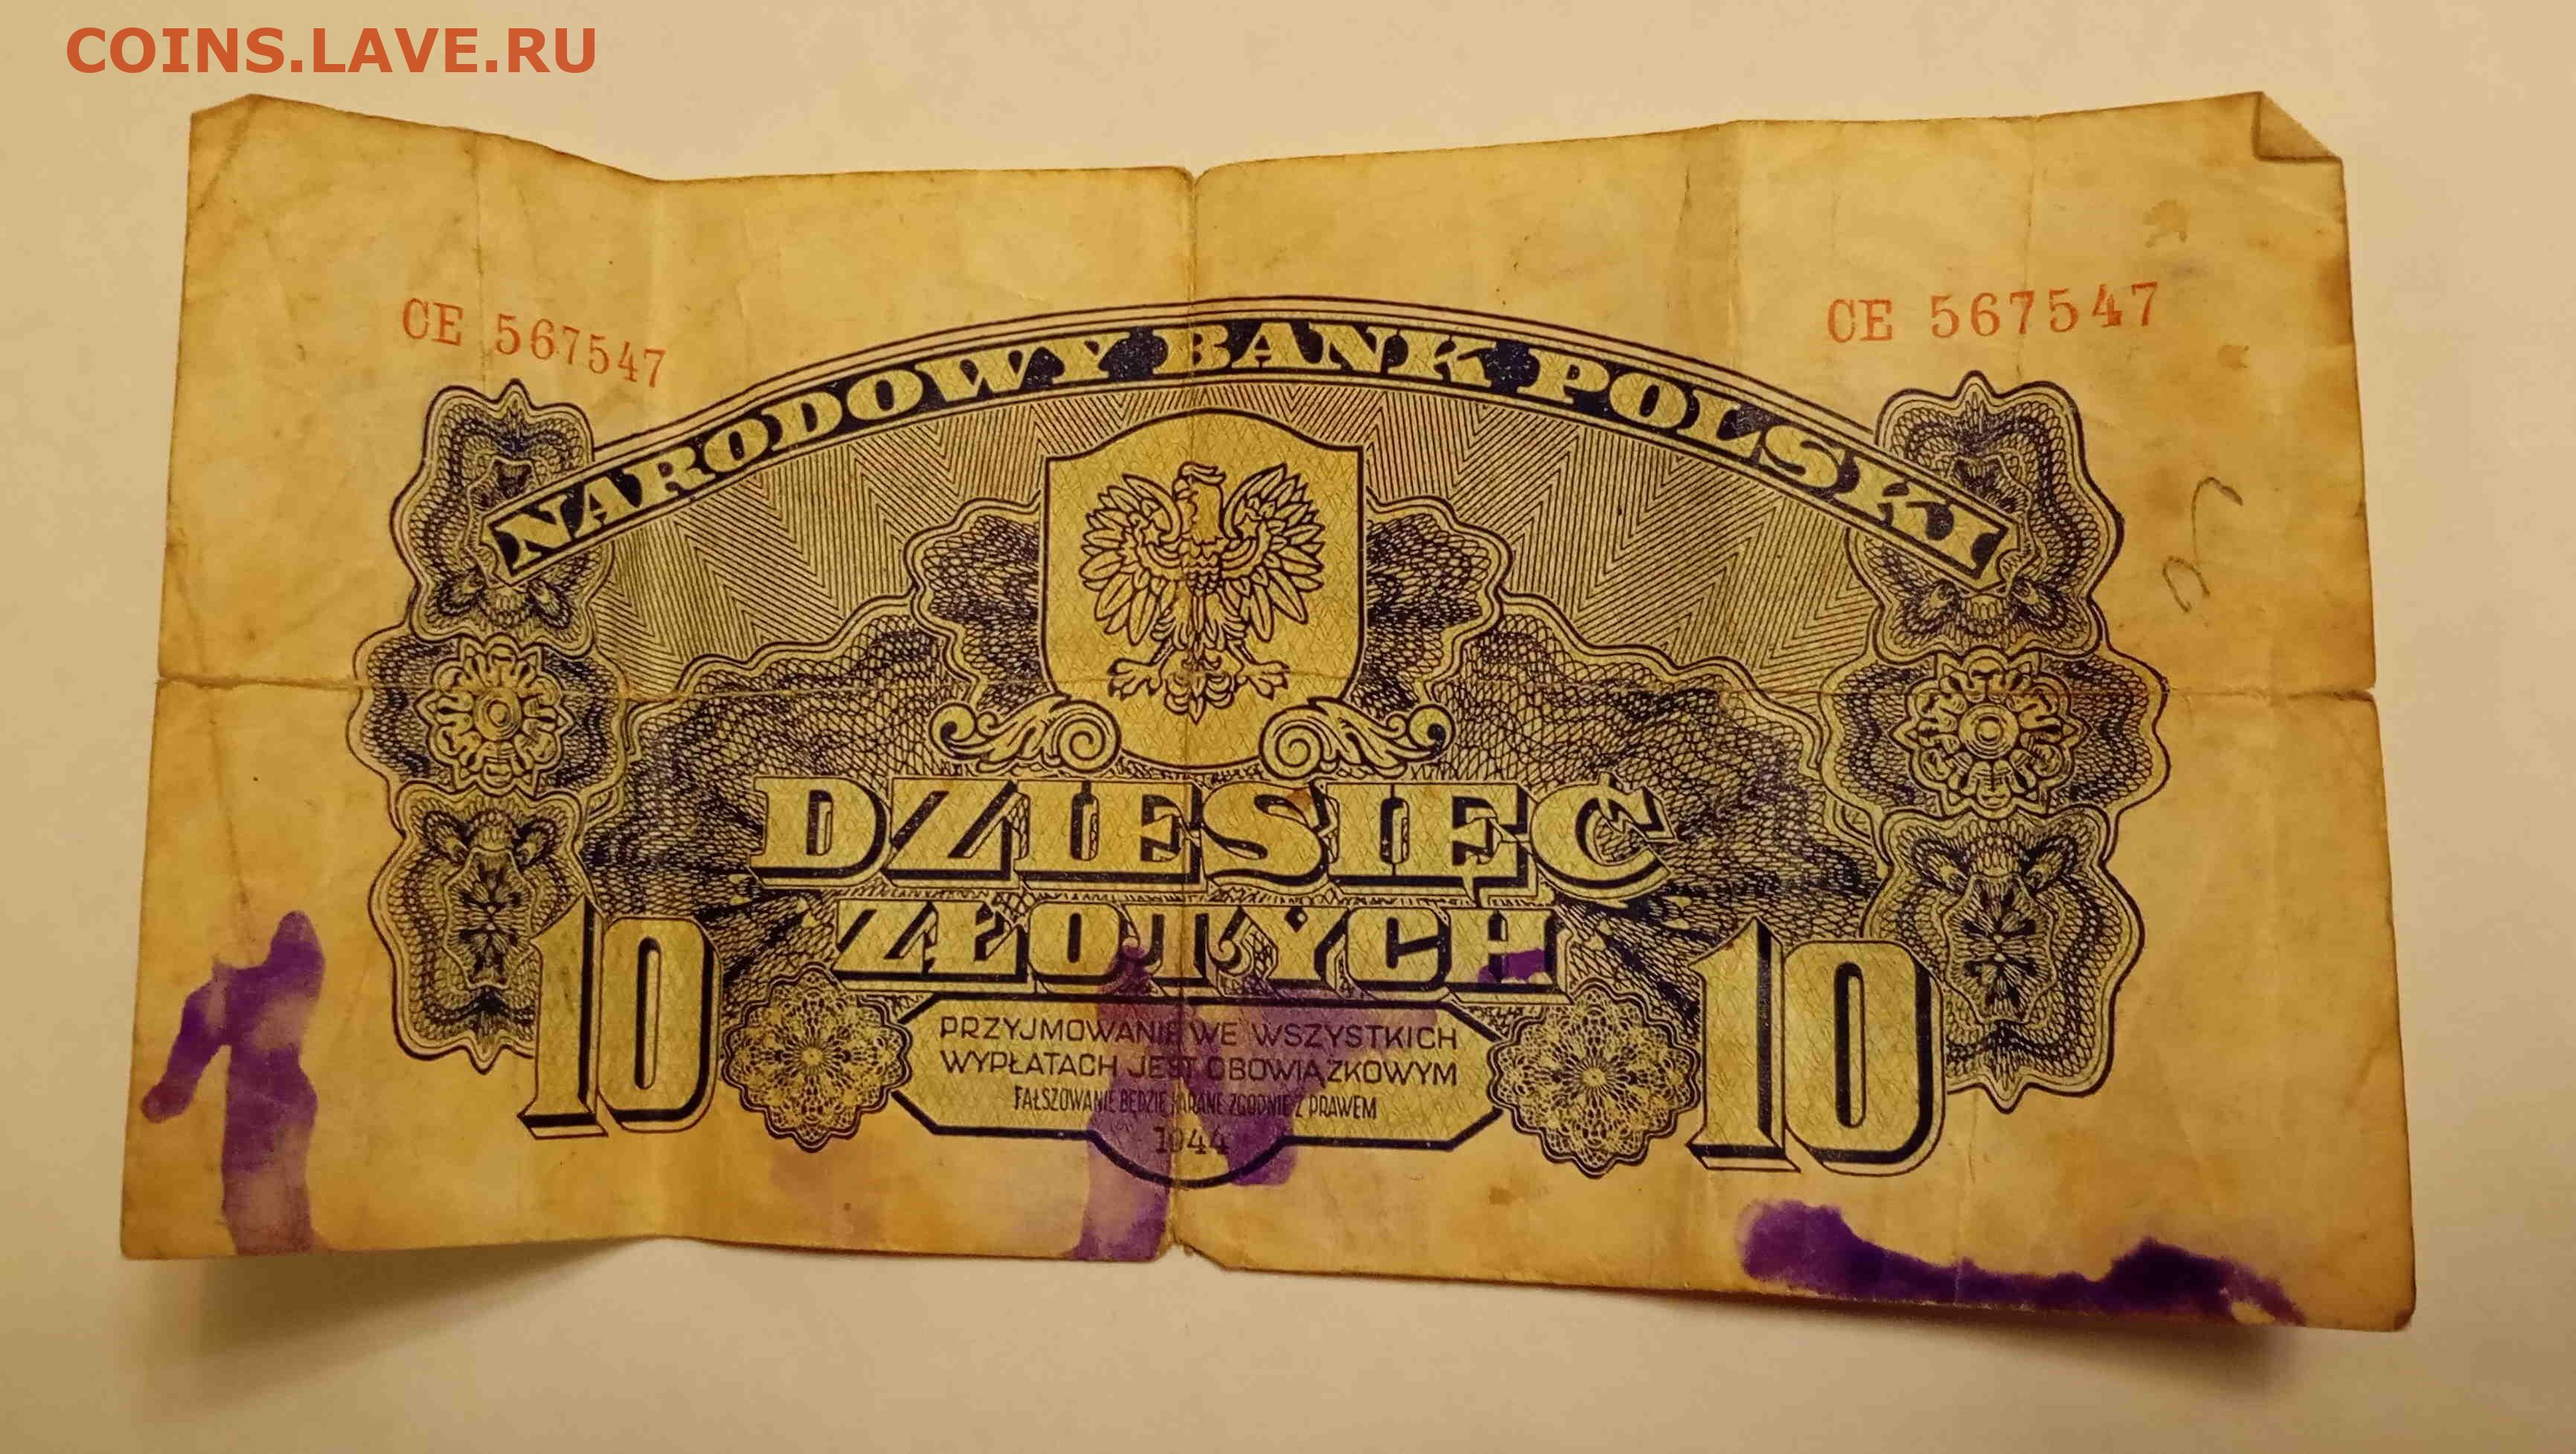 COINS.LAVE.RU
CE 567547
CE 567547
NARODOWY BANK POLSKI
DZIESIĘĆ
ZŁOTYCH
10
10
PRZYJMOWANIE WE WSZYSTKICH
WYPŁATACH JEST OBOWIĄZKOWYM
FAŁSZOWANIE BĘDZIE KARANE ZGODNIE Z PRAWEM
1944